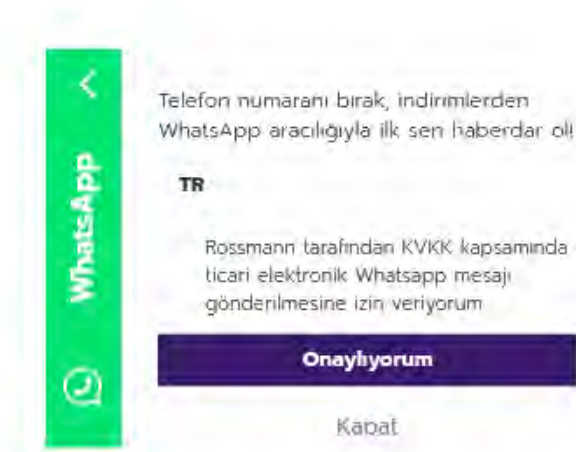 WhatsApp
Telefon numaranı bırak, indirimlerden
WhatsApp aracılığıyla ilk sen haberdar ol!
TR
Rossmann tarafından KVKK kapsamında
ticari elektronik Whatsapp mesajı
gönderilmesine izin veriyorum
Onaylıyorum
Kapat